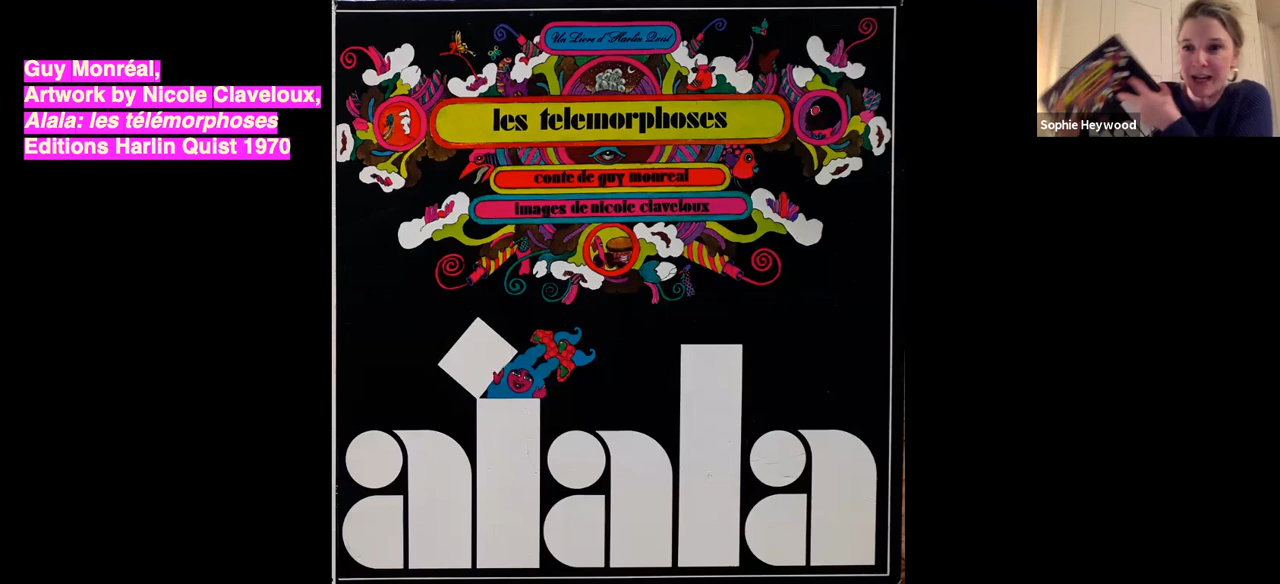 Guy Monréal,
Artwork by Nicole Claveloux,
Alala: les télémorphoses
Editions Harlin Quist 1970
Un Livre d'Harlin Quist
les telemorphoses
conte de guy monreal
images de nicole claveloux
alala
Sophie Heywood